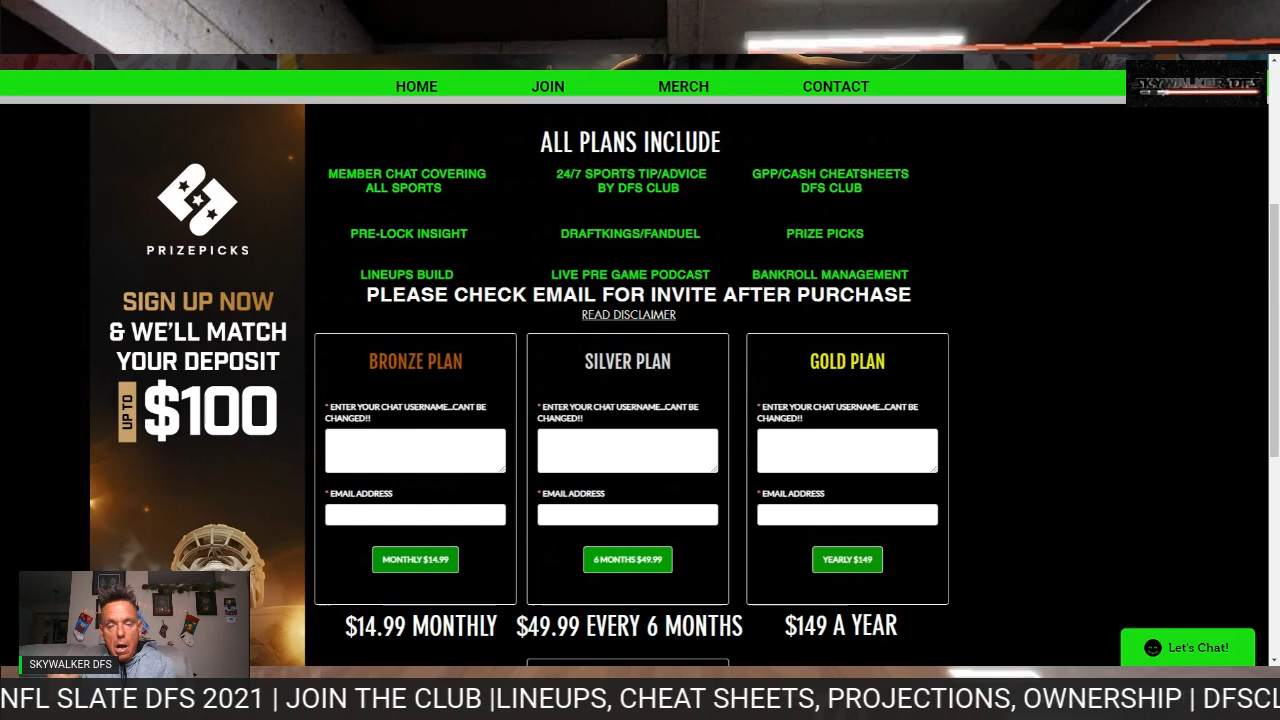 HOME JOIN MERCH CONTACT
SKYWALKER DFS
ALL PLANS INCLUDE
MEMBER CHAT COVERING
ALL SPORTS
24/7 SPORTS TIP/ADVICE
BY DFS CLUB
GPP/CASH CHEATSHEETS
DFS CLUB
PRE-LOCK INSIGHT
DRAFTKINGS/FANDUEL
PRIZE PICKS
LINEUPS BUILD
LIVE PRE GAME PODCAST
BANKROLL MANAGEMENT
PLEASE CHECK EMAIL FOR INVITE AFTER PURCHASE
READ DISCLAIMER
PRIZEPICKS
SIGN UP NOW
& WE'LL MATCH
YOUR DEPOSIT
UP TO
$100
BRONZE PLAN
* ENTER YOUR CHAT USERNAME...CANT BE
CHANGED!!
* EMAIL ADDRESS
MONTHLY $14.99
$14.99 MONTHLY
SILVER PLAN
* ENTER YOUR CHAT USERNAME...CANT BE
CHANGED!!
* EMAIL ADDRESS
6 MONTHS $49.99
$49.99 EVERY 6 MONTHS
GOLD PLAN
* ENTER YOUR CHAT USERNAME...CANT BE
CHANGED!!
* EMAIL ADDRESS
YEARLY $149
$149 A YEAR
Let's Chat!
SKYWALKER DFS
NFL SLATE DFS 2021 | JOIN THE CLUB |LINEUPS, CHEAT SHEETS, PROJECTIONS, OWNERSHIP | DFSCL